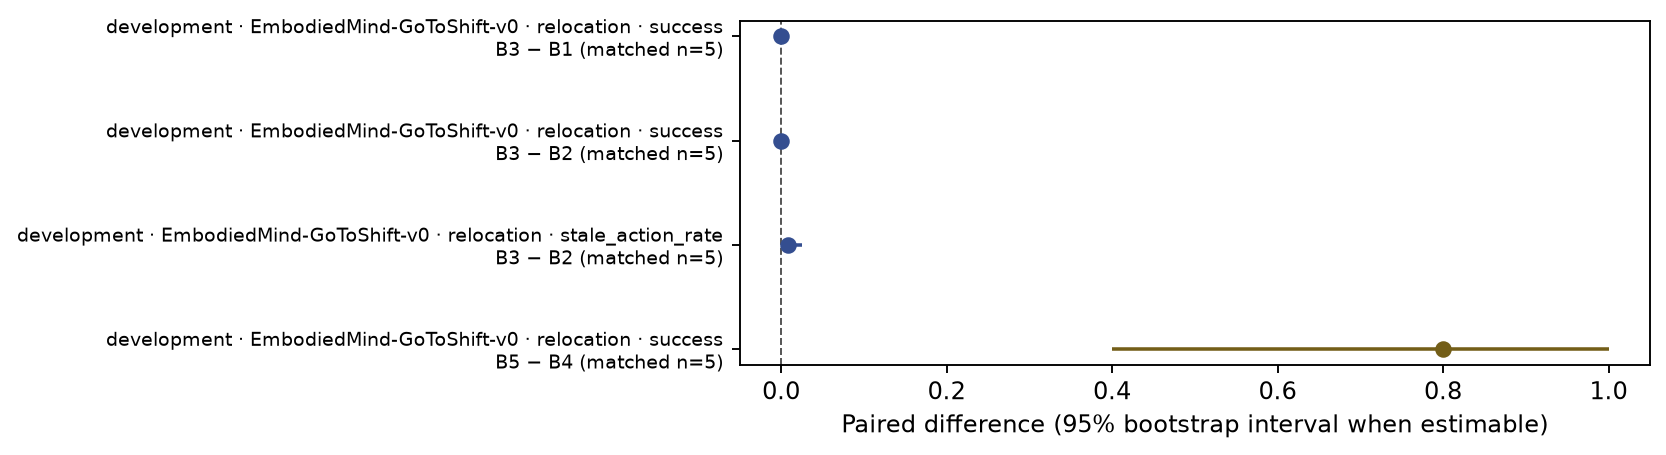 development · EmbodiedMind-GoToShift-v0 · relocation · success
B3 − B1 (matched n=5)
development · EmbodiedMind-GoToShift-v0 · relocation · success
B3 − B2 (matched n=5)
development · EmbodiedMind-GoToShift-v0 · relocation · stale_action_rate
B3 − B2 (matched n=5)
development · EmbodiedMind-GoToShift-v0 · relocation · success
B5 − B4 (matched n=5)
0.0 0.2 0.4 0.6 0.8 1.0
Paired difference (95% bootstrap interval when estimable)